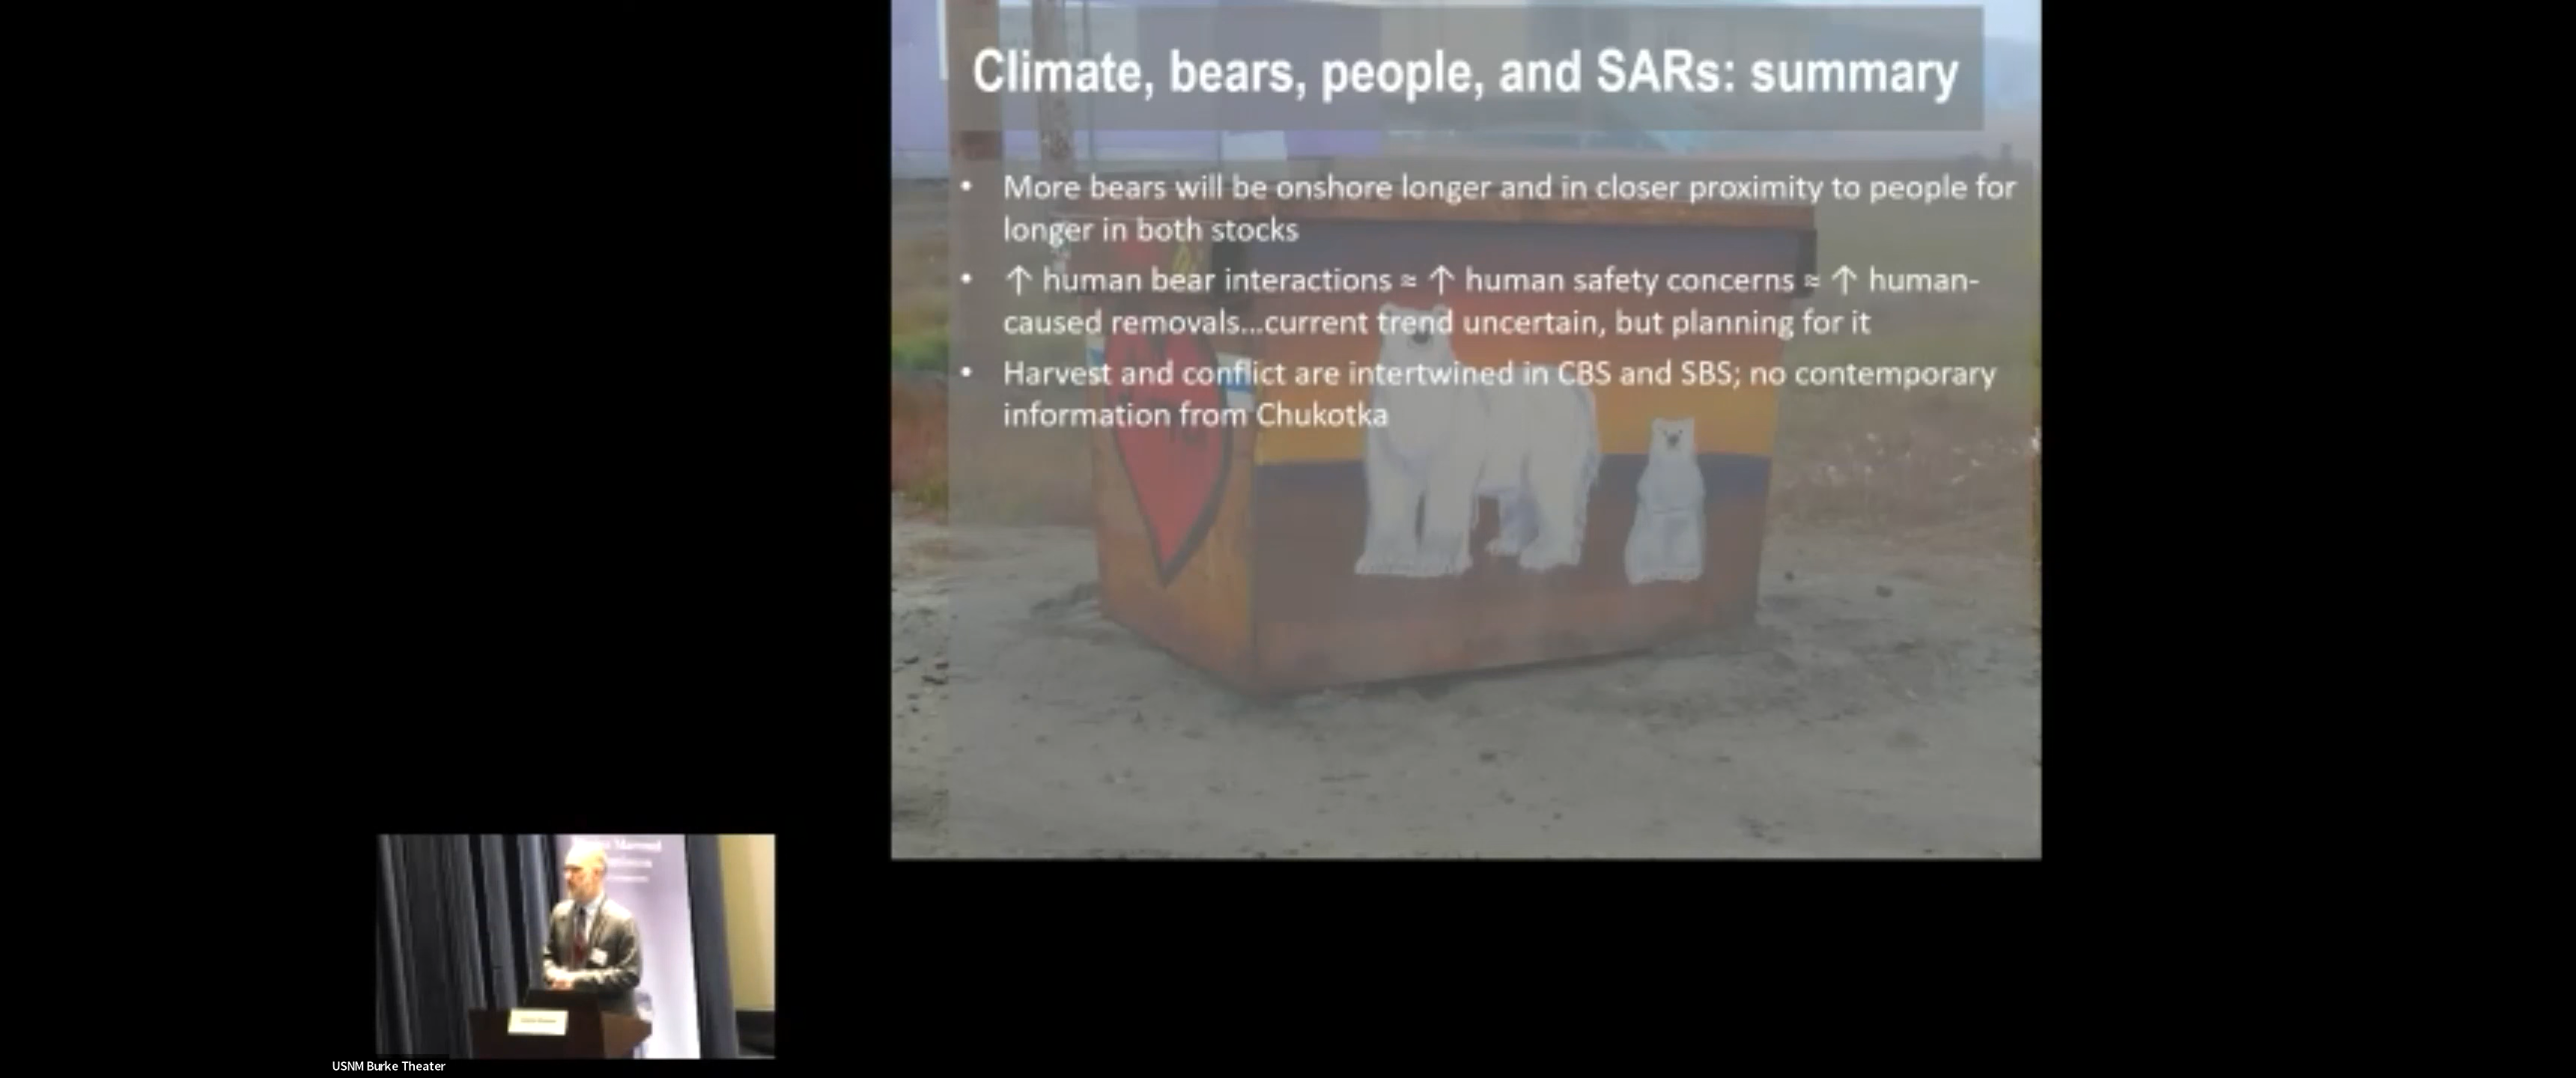 Climate, bears, people, and SARs: summary
• More bears will be onshore longer and in closer proximity to people for
longer in both stocks
• ↑ human bear interactions ≈ ↑ human safety concerns ≈ ↑ human-
caused removals...current trend uncertain, but planning for it
• Harvest and conflict are intertwined in CBS and SBS; no contemporary
information from Chukotka
USNM Burke Theater